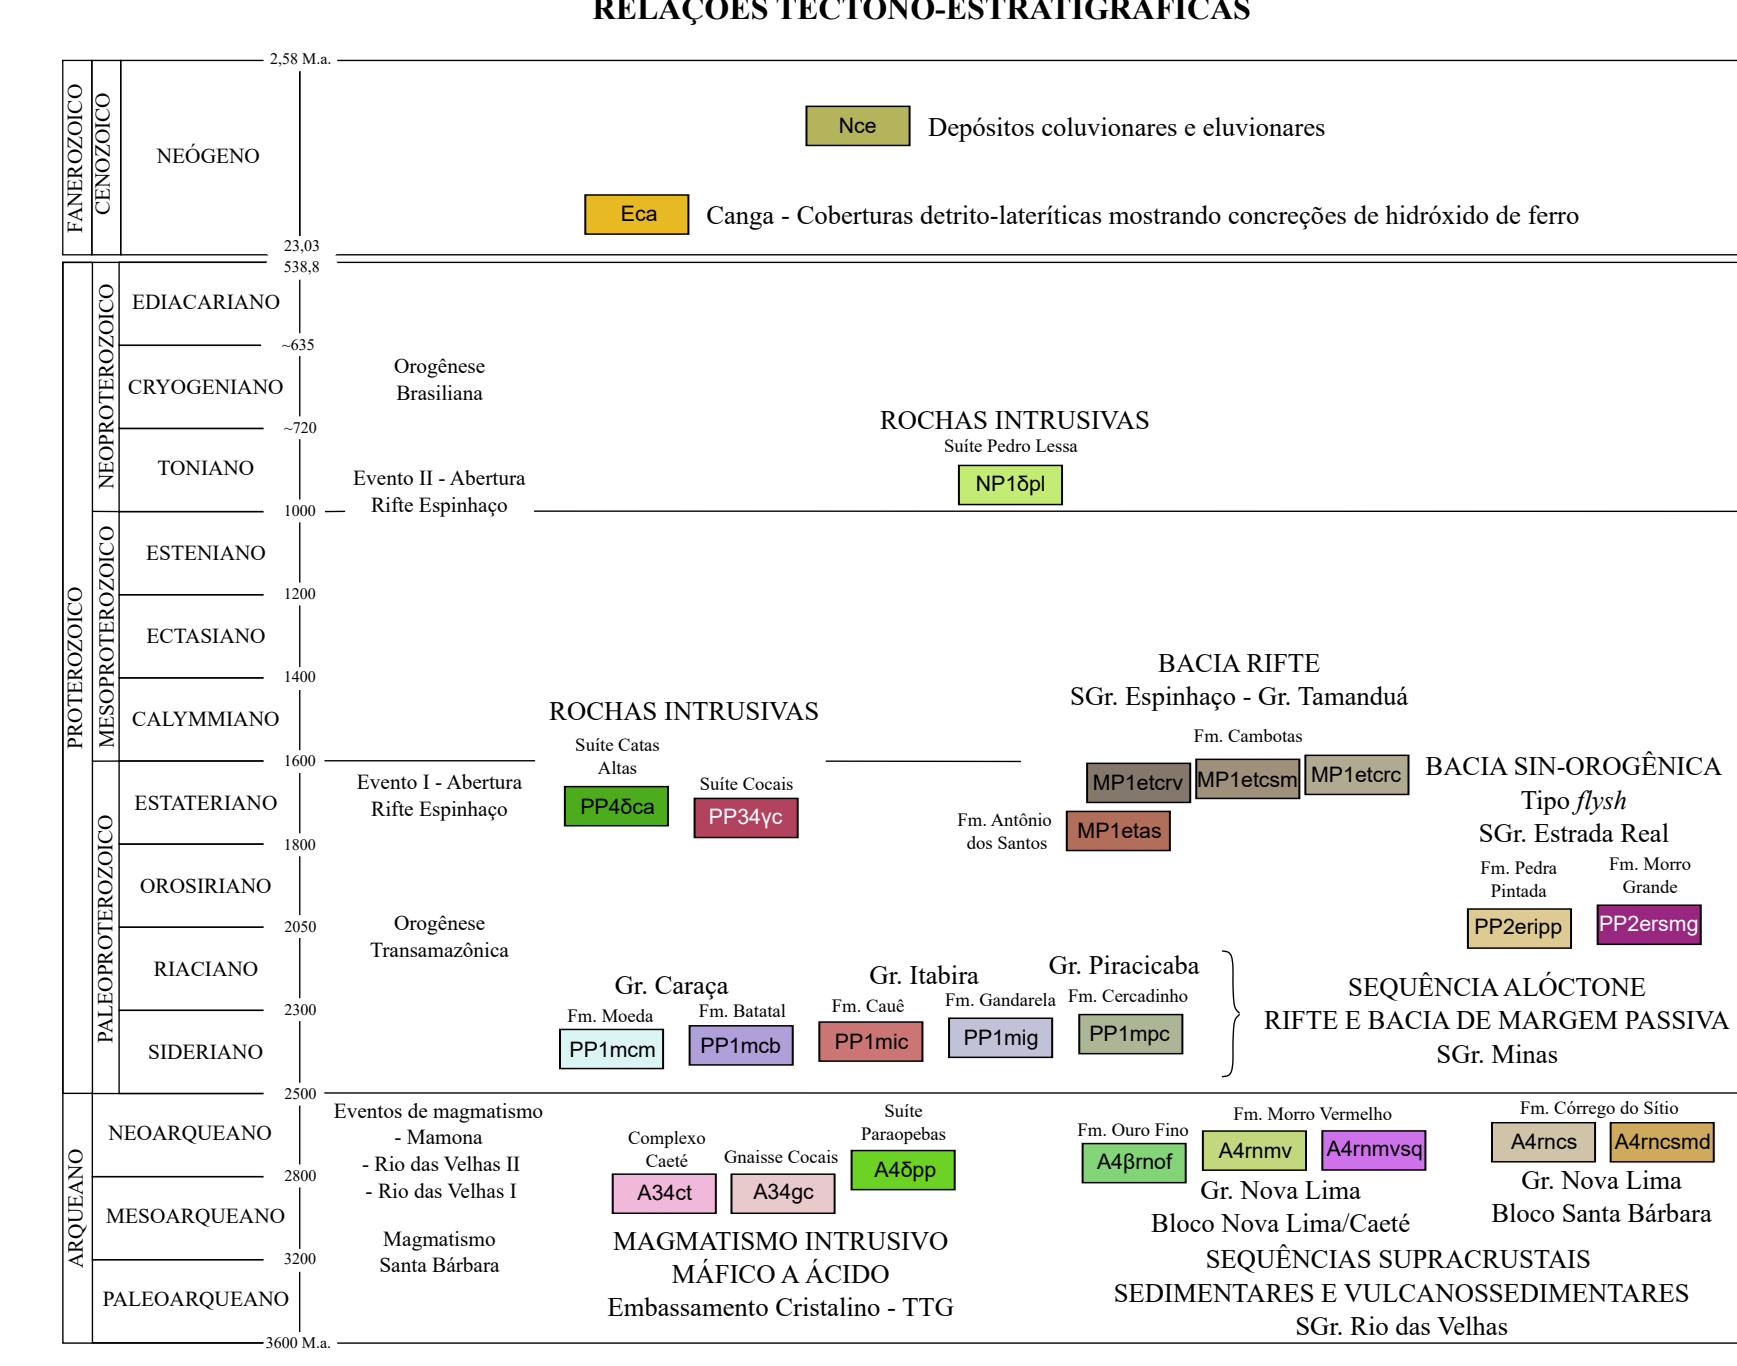 RELAÇÕES TECTONO-ESTRATIGRÁFICAS
2,58 M.a.
FANEROZOICO
CENOZOICO
NEÓGENO
Nce
Depósitos coluvionares e eluvionares
Eca
Canga - Coberturas detrito-lateríticas mostrando concreções de hidróxido de ferro
23,03
538,8
PROTEROZOICO
NEOPROTEROZOICO
EDIACARIANO
~635
CRYOGENIANO
Orogênese
Brasiliana
~720
TONIANO
Evento II - Abertura
Rifte Espinhaço
ROCHAS INTRUSIVAS
Suíte Pedro Lessa
NP1δpl
1000
MESOPROTEROZOICO
ESTENIANO
1200
ECTASIANO
1400
CALYMMIANO
1600
ROCHAS INTRUSIVAS
Suíte Catas
Altas
PP4δca
Suíte Cocais
PP34γc
BACIA RIFTE
SGr. Espinhaço - Gr. Tamanduá
Fm. Cambotas
MP1etcrv
MP1etcsm
MP1etcrc
Fm. Antônio
dos Santos
MP1etas
BACIA SIN-OROGÊNICA
Tipo flysh
SGr. Estrada Real
Fm. Pedra
Pintada
PP2eripp
Fm. Morro
Grande
PP2ersmg
PALEOPROTEROZOICO
ESTATERIANO
Evento I - Abertura
Rifte Espinhaço
1800
OROSIRIANO
2050
Orogênese
Transamazônica
RIACIANO
2300
SIDERIANO
Gr. Caraça
Fm. Moeda
PP1mcm
Fm. Batatal
PP1mcb
Gr. Itabira
Fm. Cauê
PP1mic
Fm. Gandarela
PP1mig
Gr. Piracicaba
Fm. Cercadinho
PP1mpc
SEQUÊNCIA ALÓCTONE
RIFTE E BACIA DE MARGEM PASSIVA
SGr. Minas
2500
ARQUEANO
NEOARQUEANO
Eventos de magmatismo
- Mamona
- Rio das Velhas II
- Rio das Velhas I
2800
MESOARQUEANO
Magmatismo
Santa Bárbara
3200
PALEOARQUEANO
3600 M.a.
Complexo
Caeté
A34ct
Gnaisse Cocais
A34gc
Suíte
Paraopebas
A4δpp
MAGMATISMO INTRUSIVO
MÁFICO A ÁCIDO
Embassamento Cristalino - TTG
Fm. Ouro Fino
A4βrnof
Fm. Morro Vermelho
A4rnmv
A4rnmvsq
Gr. Nova Lima
Bloco Nova Lima/Caeté
Fm. Córrego do Sítio
A4rncs
A4rncsmd
Gr. Nova Lima
Bloco Santa Bárbara
SEQUÊNCIAS SUPRACRUSTAIS
SEDIMENTARES E VULCANOSSEDIMENTARES
SGr. Rio das Velhas